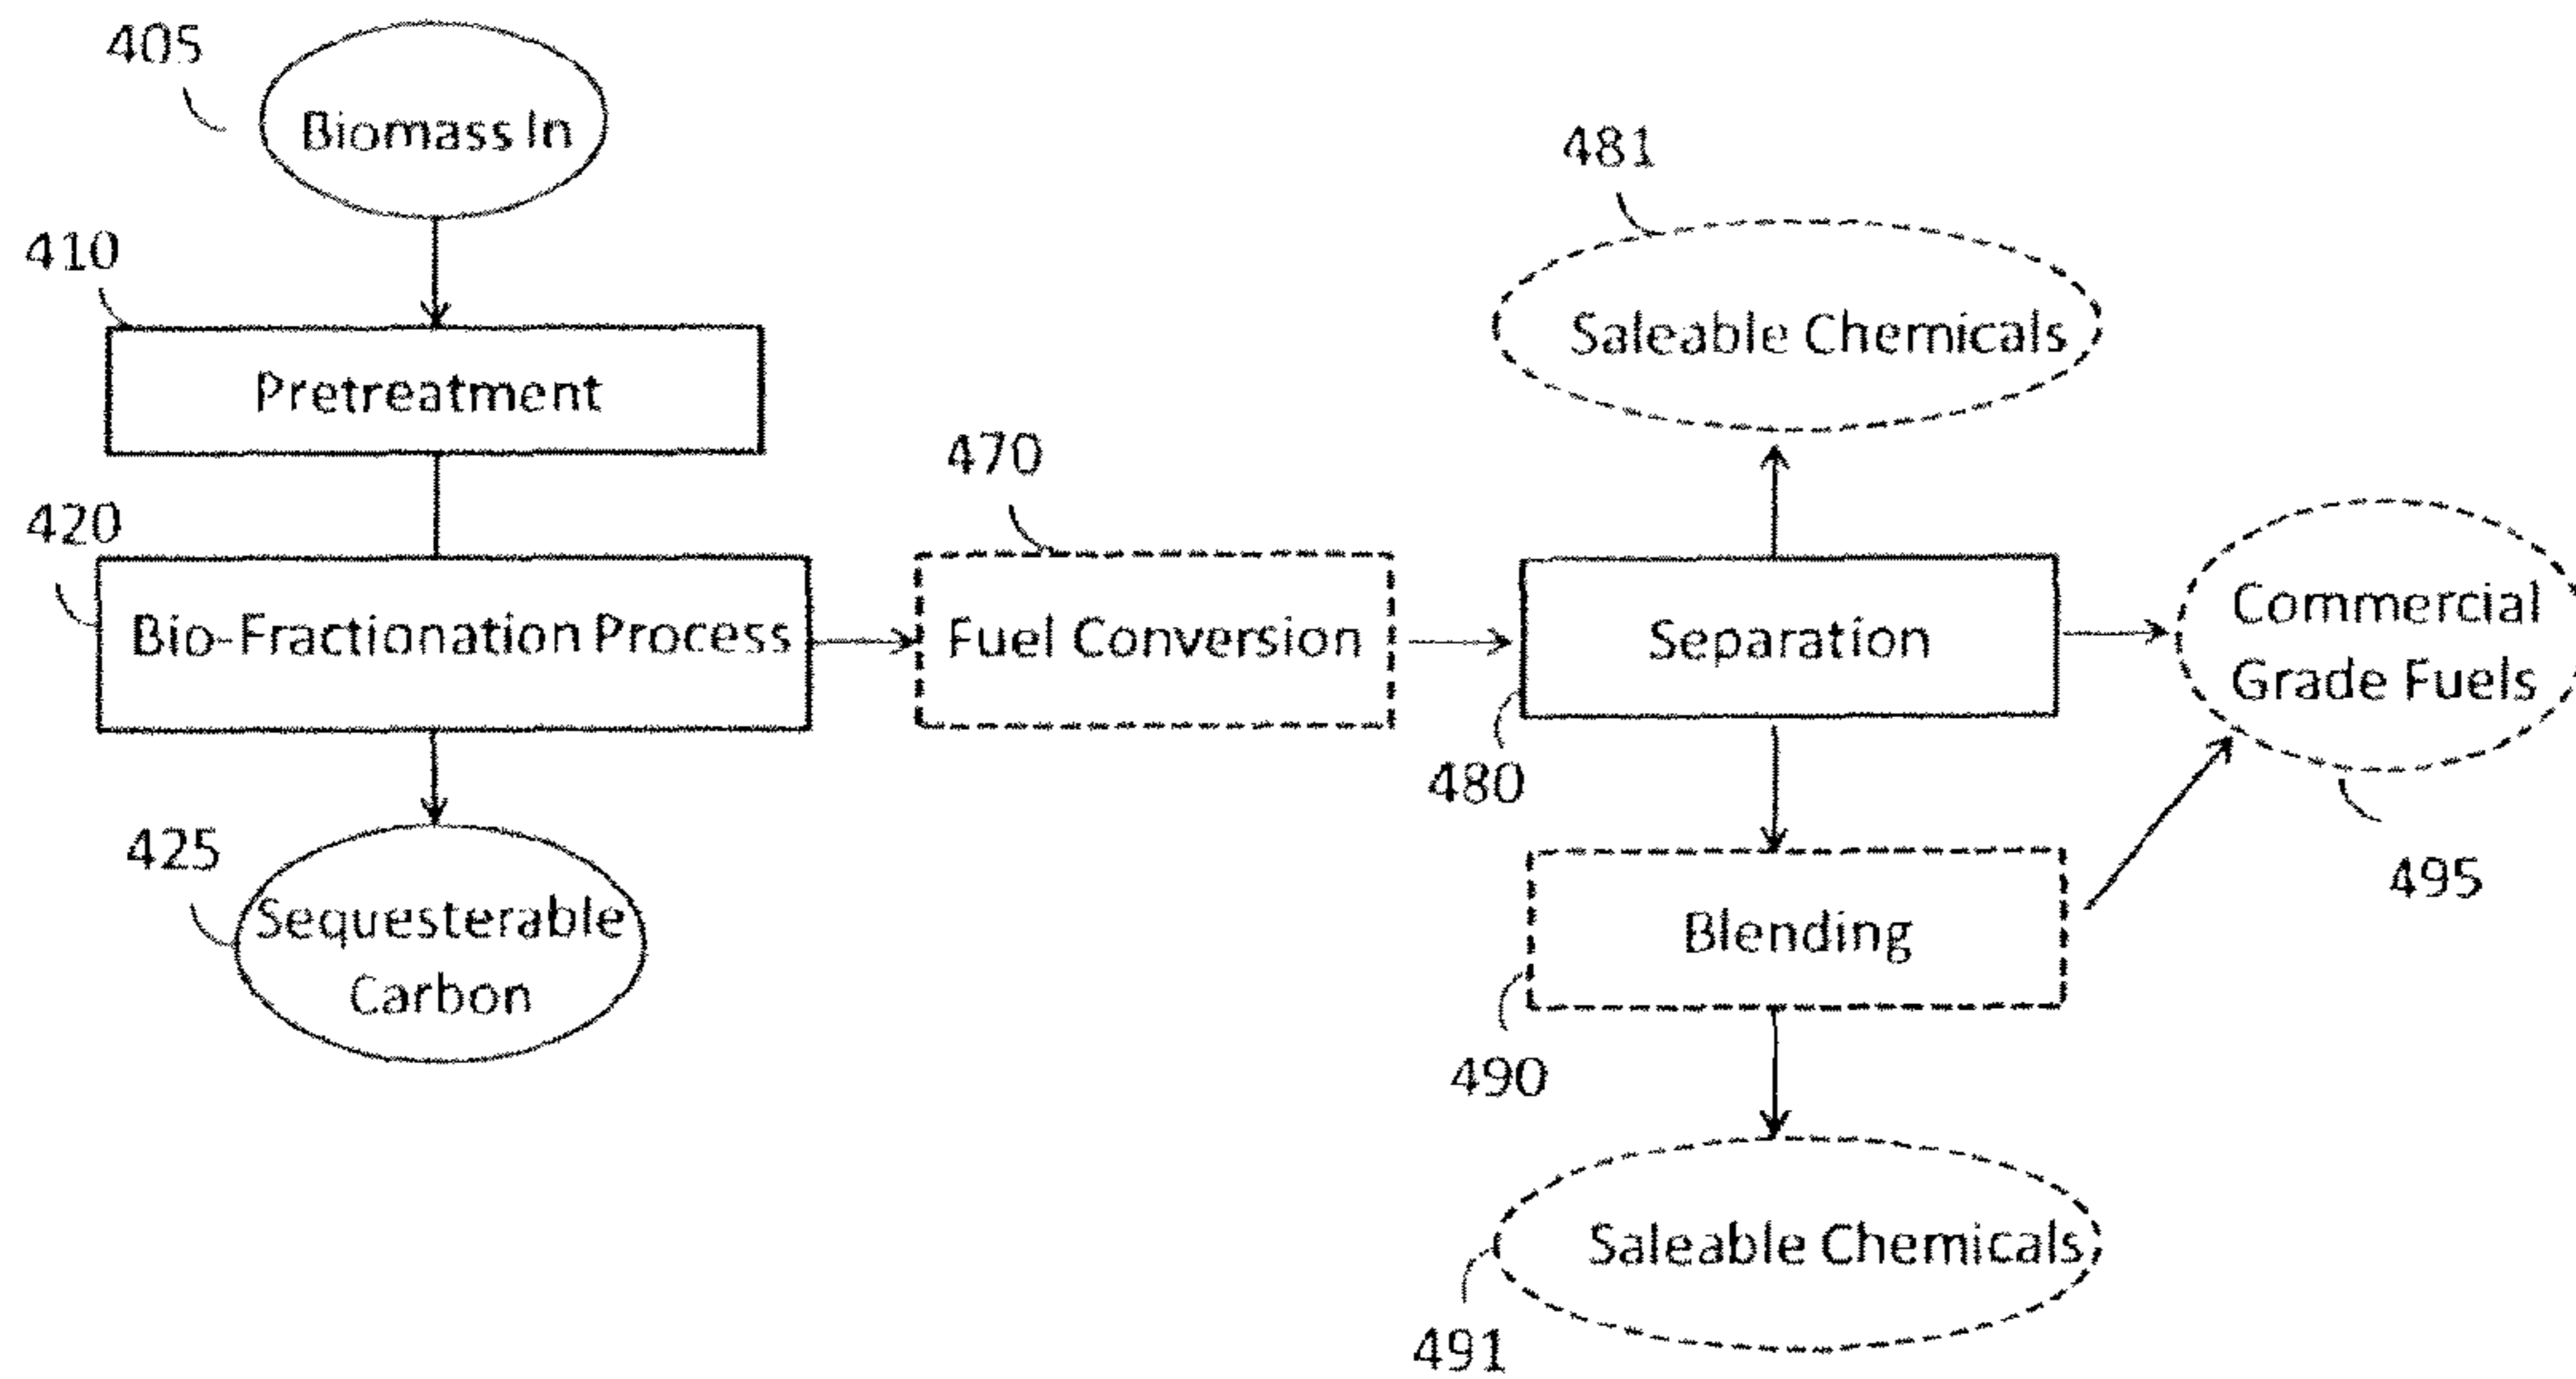 405
Biomass In
410
Pretreatment
420
Bio-Fractionation Process
425
Sequesterable
Carbon
470
Fuel Conversion
481
Saleable Chemicals
Separation
480
Commercial
Grade Fuels
495
Blending
490
Saleable Chemicals
491